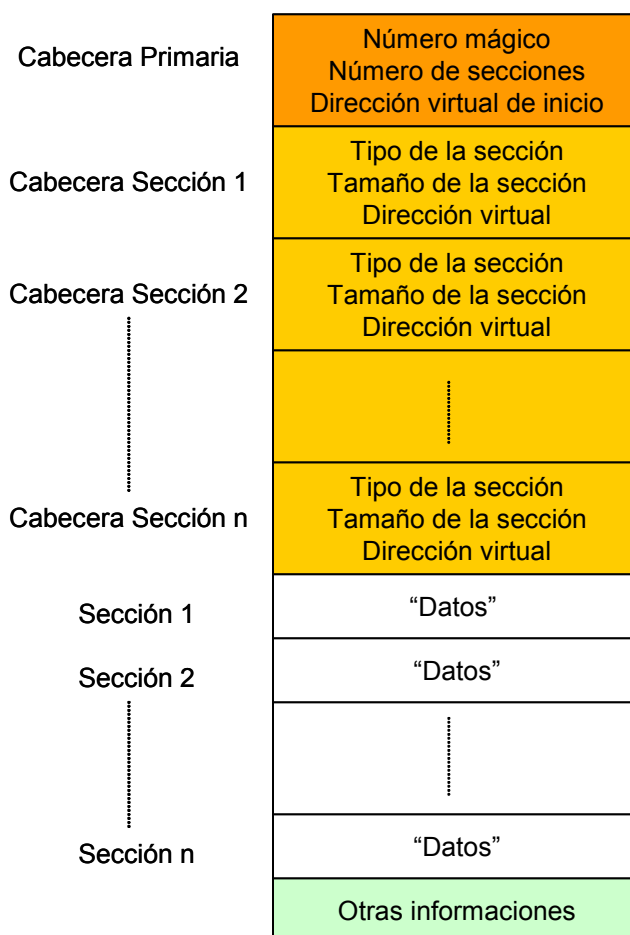 Cabecera Primaria
Número mágico
Número de secciones
Dirección virtual de inicio
Cabecera Sección 1
Tipo de la sección
Tamaño de la sección
Dirección virtual
Cabecera Sección 2
Tipo de la sección
Tamaño de la sección
Dirección virtual
Cabecera Sección n
Tipo de la sección
Tamaño de la sección
Dirección virtual
Sección 1
“Datos”
Sección 2
“Datos”
Sección n
“Datos”
Otras informaciones